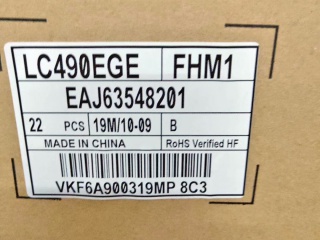 LC490EGE FHM1
EAJ63548201
22 PCS 19M/10-09 B
MADE IN CHINA RoHS Verified HF
VKF6A900319MP 8C3